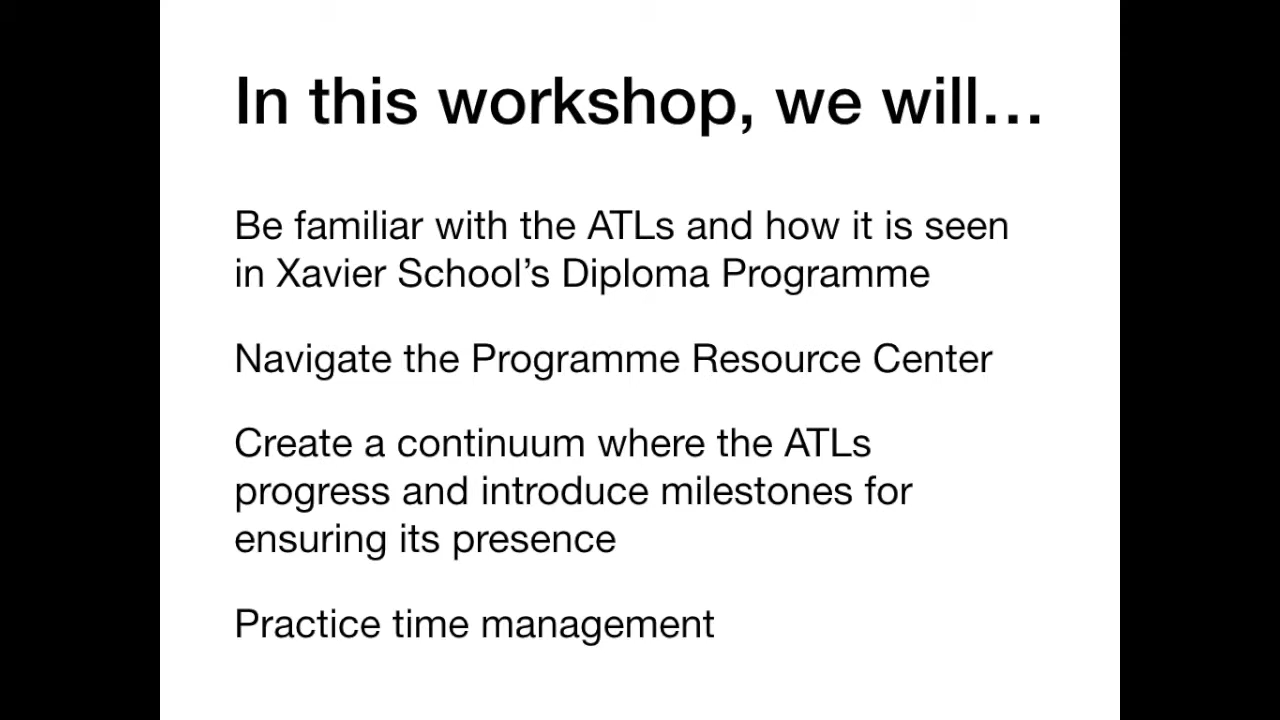 In this workshop, we will…
Be familiar with the ATLs and how it is seen
in Xavier School’s Diploma Programme
Navigate the Programme Resource Center
Create a continuum where the ATLs
progress and introduce milestones for
ensuring its presence
Practice time management